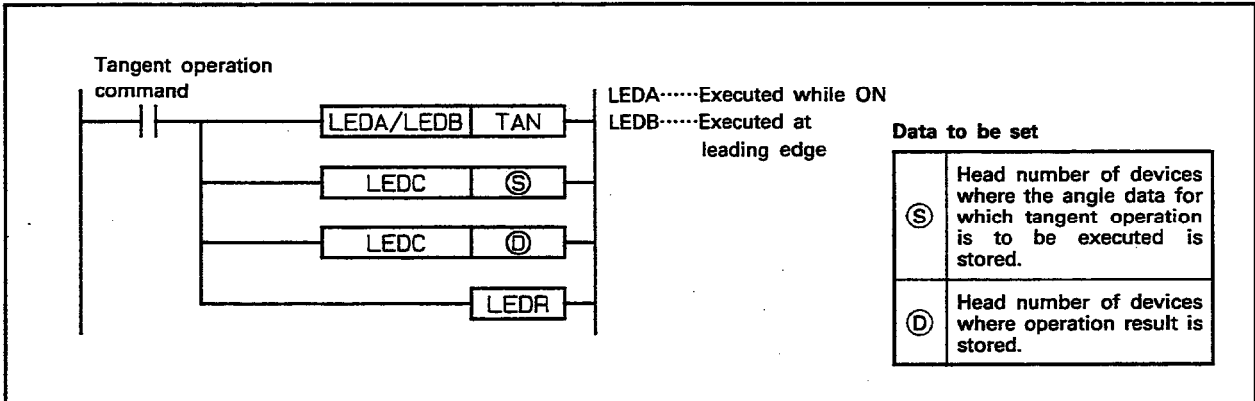 Tangent operation
command
LEDA/LEDB TAN
LEDC Ⓢ
LEDC Ⓓ
LEDR
LEDA······Executed while ON
LEDB······Executed at
leading edge
Data to be set
Ⓢ
Head number of devices
where the angle data for
which tangent operation
is to be executed is
stored.
Ⓓ
Head number of devices
where operation result is
stored.